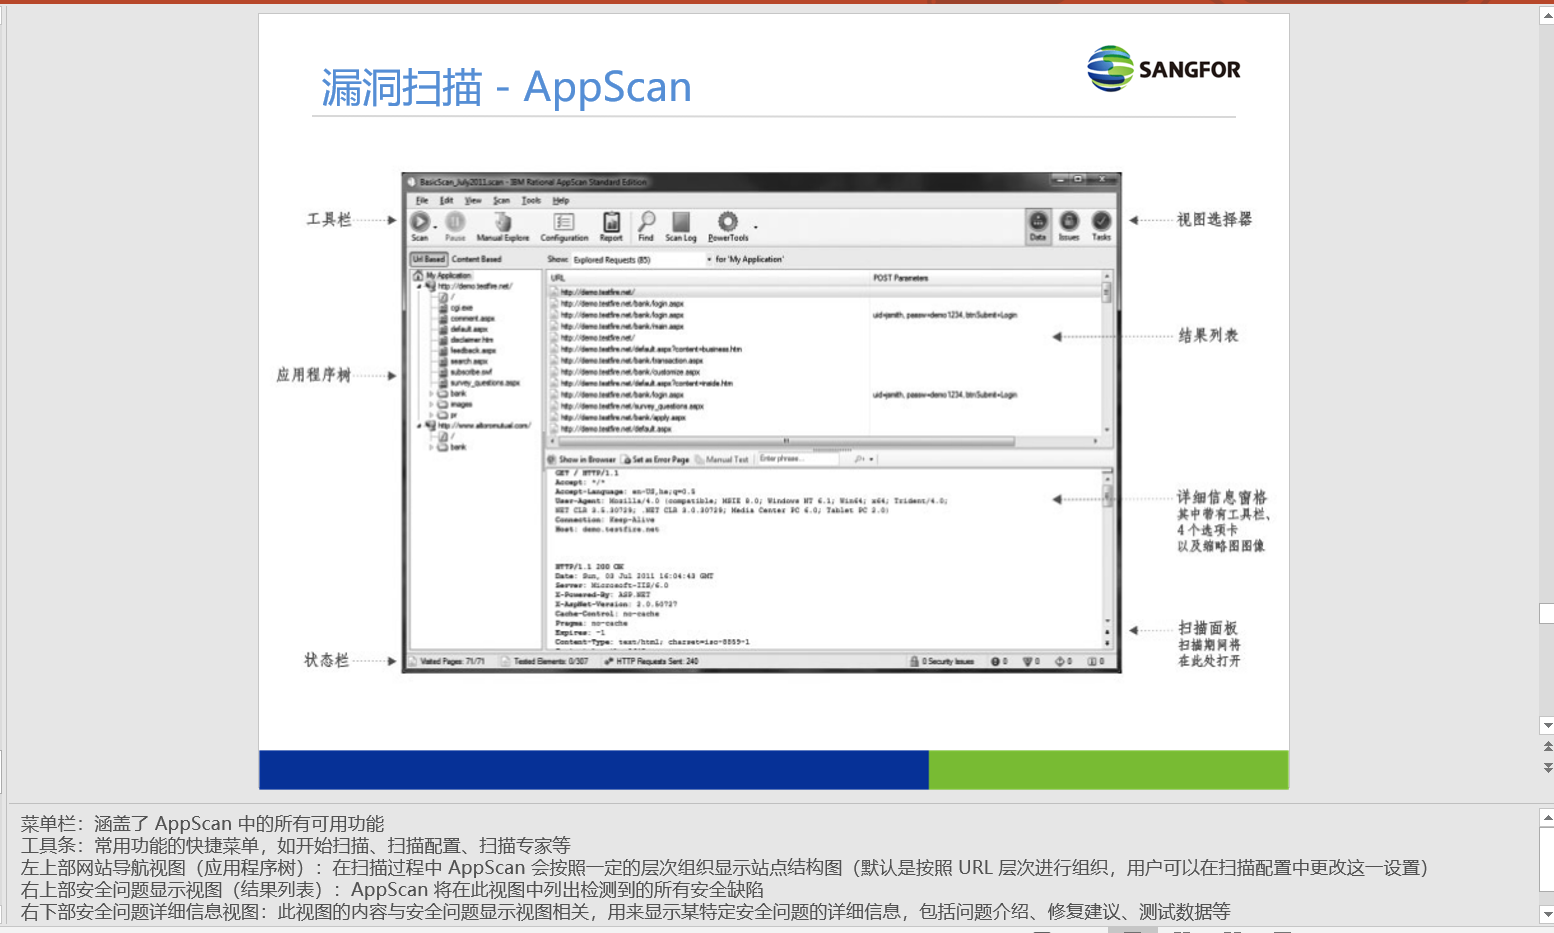 漏洞扫描 - AppScan
SANGFOR
BasicScan_July2011.scan - IBM Rational AppScan Standard Edition
File Edit View Scan Tools Help
工具栏
视图选择器
Scan Pause Manual Explore Configuration Report Find Scan Log PowerTools Data Issues Tasks
Url Based Content Based Show: Explored Requests (85) for 'My Application'
My Application
http://demo.testfire.net/
/
cgi.exe
comment.aspx
default.aspx
disclaimer.htm
feedback.aspx
search.aspx
subscribe.swf
survey_questions.aspx
bank
images
pr
http://www.altoromutual.com/
/
bank
应用程序树
URL POST Parameters
http://demo.testfire.net/
http://demo.testfire.net/bank/login.aspx
http://demo.testfire.net/bank/login.aspx uid=jsmith, passw=demo1234, btnSubmit=Login
http://demo.testfire.net/bank/main.aspx
http://demo.testfire.net/
http://demo.testfire.net/default.aspx?content=business.htm
http://demo.testfire.net/bank/transaction.aspx
http://demo.testfire.net/bank/customize.aspx
http://demo.testfire.net/default.aspx?content=inside.htm
http://demo.testfire.net/bank/login.aspx uid=jsmith, passw=demo1234, btnSubmit=Login
http://demo.testfire.net/survey_questions.aspx
http://demo.testfire.net/bank/apply.aspx
http://demo.testfire.net/default.aspx
结果列表
Show in Browser Set as Error Page Manual Test Enter phrase...
GET / HTTP/1.1
Accept: */*
Accept-Language: en-US,he;q=0.5
User-Agent: Mozilla/4.0 (compatible; MSIE 8.0; Windows NT 6.1; Win64; x64; Trident/4.0;
NET CLR 3.5.30729; .NET CLR 3.0.30729; Media Center PC 6.0; Tablet PC 2.0)
Connection: Keep-Alive
Host: demo.testfire.net
HTTP/1.1 200 OK
Date: Sun, 03 Jul 2011 16:04:43 GMT
Server: Microsoft-IIS/6.0
X-Powered-By: ASP.NET
X-AspNet-Version: 2.0.50727
Cache-Control: no-cache
Pragma: no-cache
Expires: -1
Content-Type: text/html; charset=iso-8859-1
详细信息窗格
其中带有工具栏、
4 个选项卡
以及缩略图图像
扫描面板
扫描期间将
在此处打开
状态栏
Visited Pages: 71/71 Tested Elements: 0/307 HTTP Requests Sent: 240 0 Security Issues 0 0 0 0
菜单栏：涵盖了 AppScan 中的所有可用功能
工具条：常用功能的快捷菜单，如开始扫描、扫描配置、扫描专家等
左上部网站导航视图（应用程序树）：在扫描过程中 AppScan 会按照一定的层次组织显示站点结构图（默认是按照 URL 层次进行组织，用户可以在扫描配置中更改这一设置）
右上部安全问题显示视图（结果列表）：AppScan 将在此视图中列出检测到的所有安全缺陷
右下部安全问题详细信息视图：此视图的内容与安全问题显示视图相关，用来显示某特定安全问题的详细信息，包括问题介绍、修复建议、测试数据等